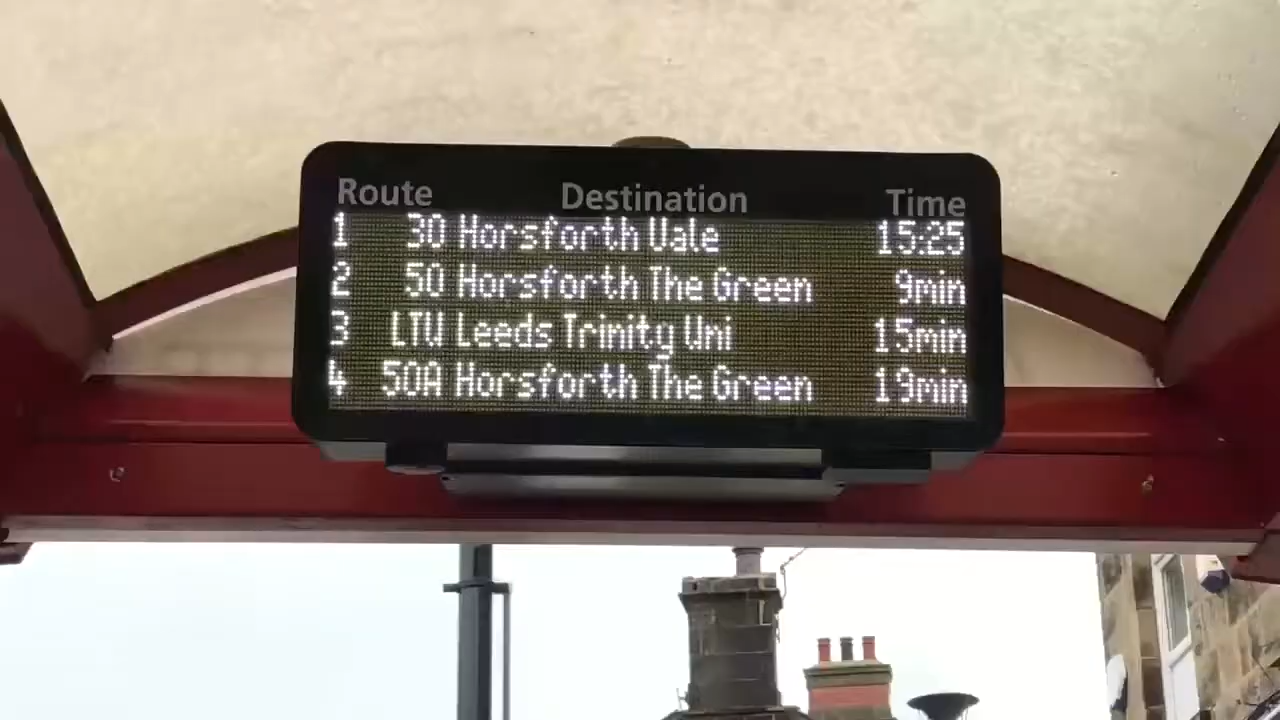 Route Destination Time
1 30 Horsforth Vale 15:25
2 50 Horsforth The Green 9min
3 LTU Leeds Trinity Uni 15min
4 50A Horsforth The Green 19min